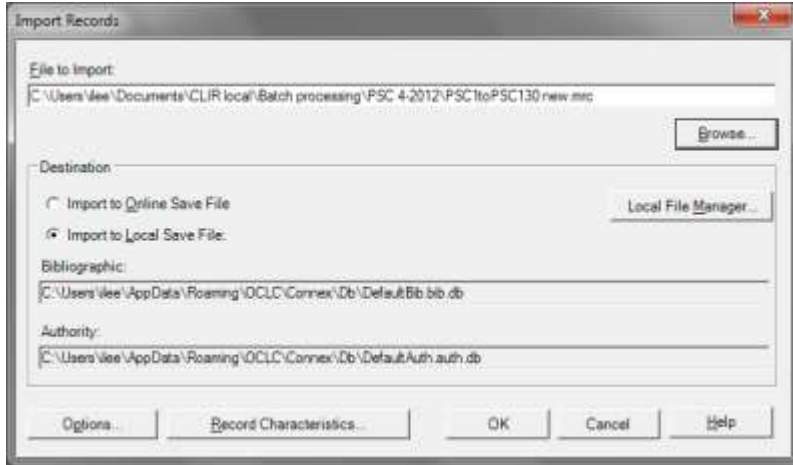 Import Records
File to Import:
C:\Users\lee\Documents\CLIR local\Batch processing\PSC 4-2012\PSC1toPSC130 new.mrc
Browse...
Destination
Import to Online Save File
Local File Manager...
Import to Local Save File:
Bibliographic:
C:\Users\lee\AppData\Roaming\OCLC\Connex\Db\DefaultBib.bib.db
Authority:
C:\Users\lee\AppData\Roaming\OCLC\Connex\Db\DefaultAuth.auth.db
Options... Record Characteristics... OK Cancel Help